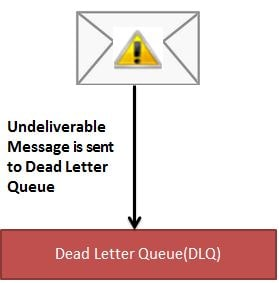 Undeliverable
Message is sent
to Dead Letter
Queue
Dead Letter Queue(DLQ)